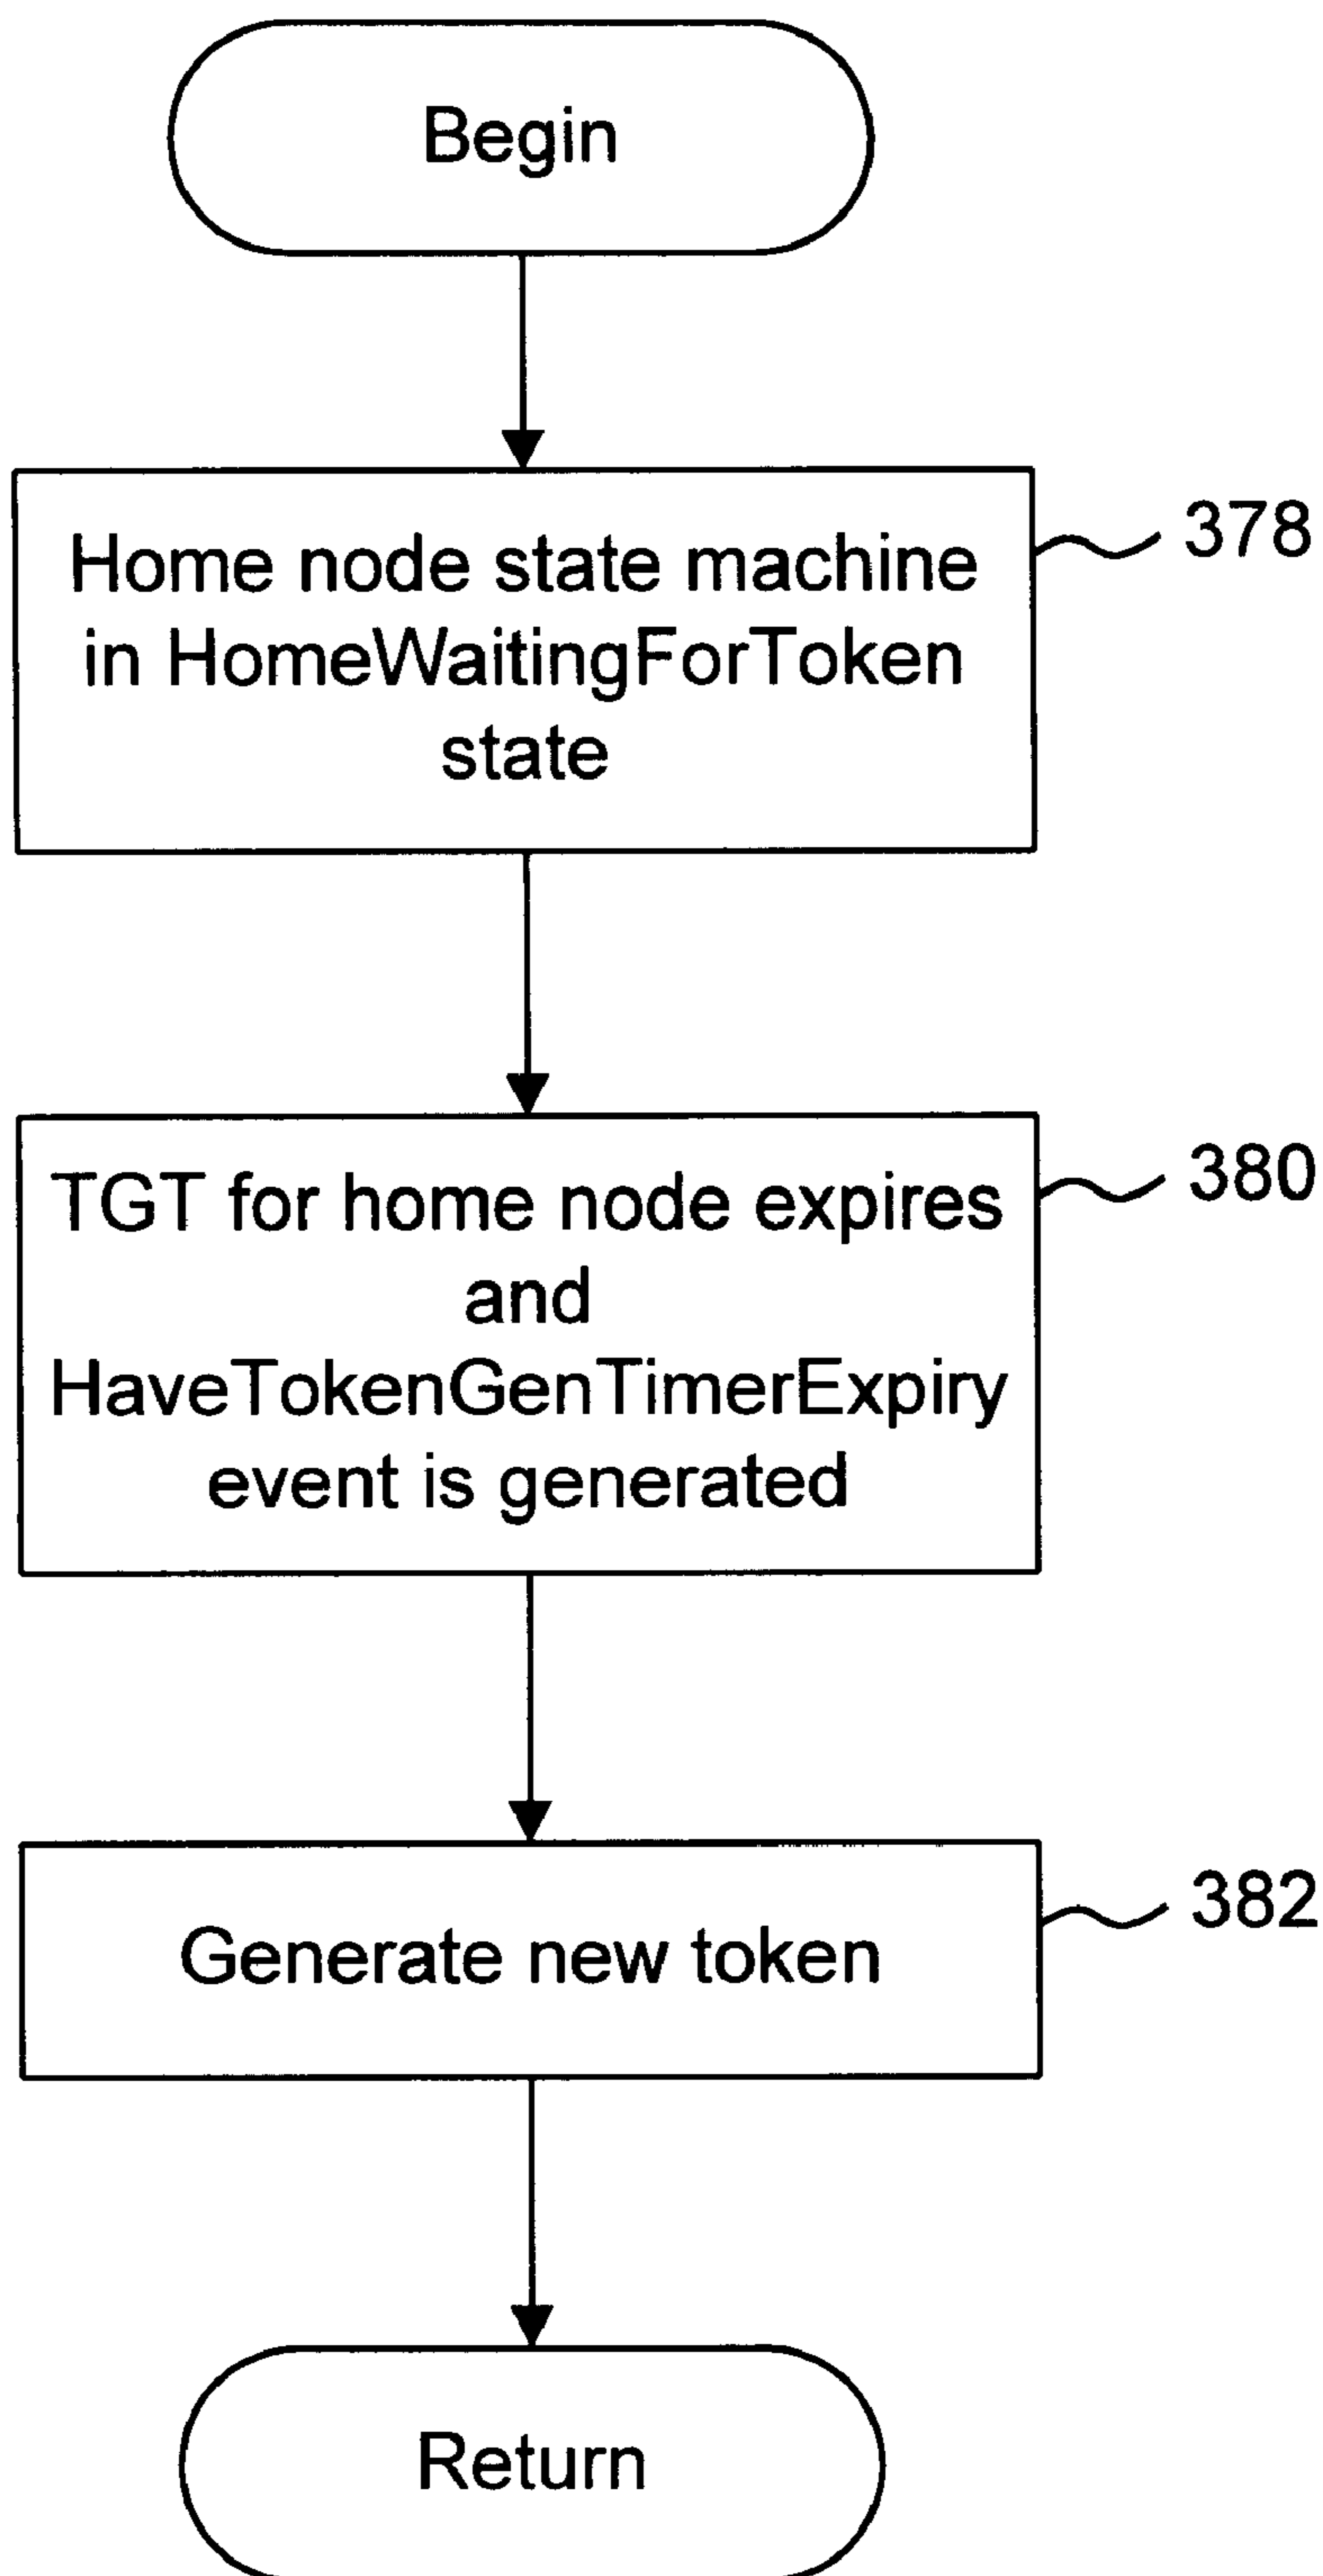 Begin
Home node state machine
in HomeWaitingForToken
state
378
TGT for home node expires
and
HaveTokenGenTimerExpiry
event is generated
380
Generate new token
382
Return